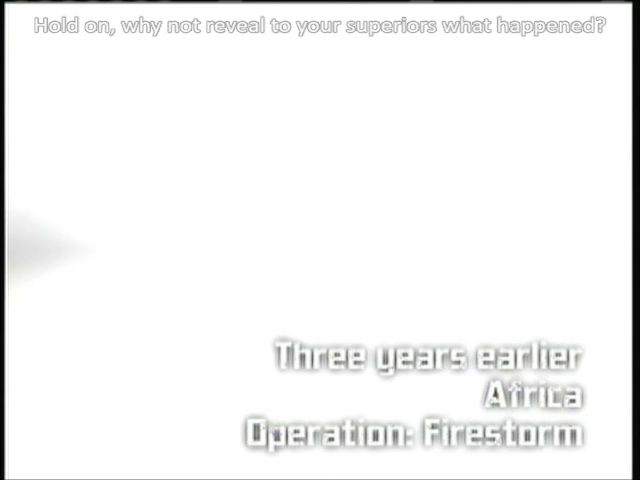 Hold on, why not reveal to your superiors what happened?
Three years earlier
Africa
Operation: Firestorm